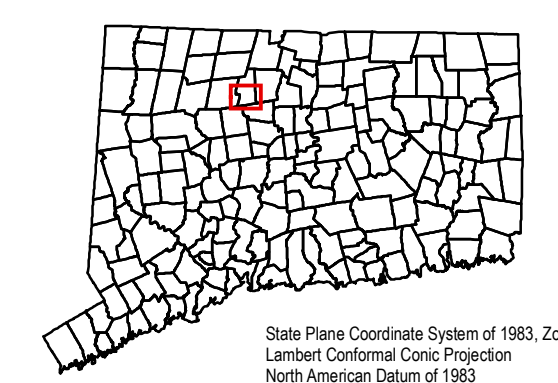 State Plane Coordinate System of 1983, Zo
Lambert Conformal Conic Projection
North American Datum of 1983